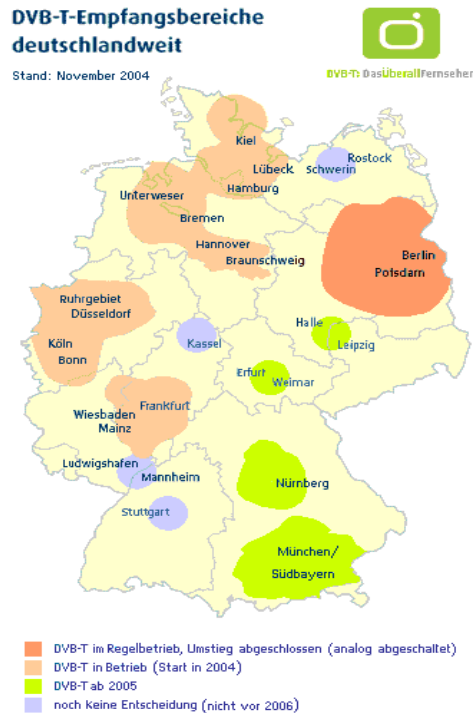 DVB-T-Empfangsbereiche
deutschlandweit
Stand: November 2004
DVB-T: DasÜberallFernsehen
Kiel
Lübeck
Hamburg
Schwerin
Rostock
Unterweser
Bremen
Hannover
Braunschweig
Berlin
Potsdam
Ruhrgebiet
Düsseldorf
Köln
Bonn
Kassel
Halle
Leipzig
Erfurt
Weimar
Wiesbaden
Mainz
Frankfurt
Ludwigshafen
Mannheim
Stuttgart
Nürnberg
München/
Südbayern
DVB-T im Regelbetrieb, Umstieg abgeschlossen (analog abgeschaltet)
DVB-T in Betrieb (Start in 2004)
DVB-T ab 2005
noch keine Entscheidung (nicht vor 2006)